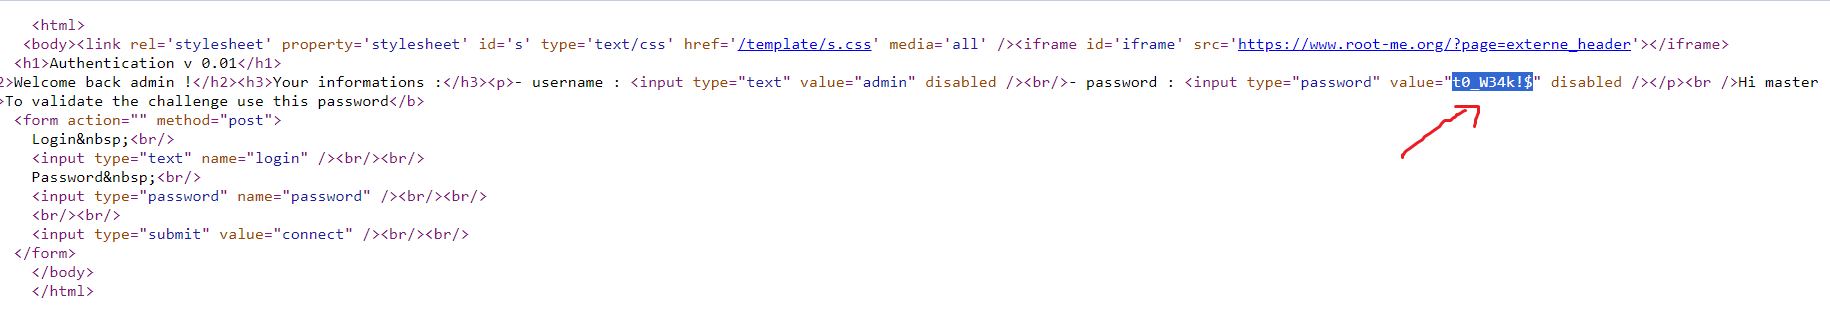 <html>
<body><link rel='stylesheet' property='stylesheet' id='s' type='text/css' href='/template/s.css' media='all' /><iframe id='iframe' src='https://www.root-me.org/?page=externe_header'></iframe>
<h1>Authentication v 0.01</h1>
2>Welcome back admin !</h2><h3>Your informations :</h3><p>- username : <input type="text" value="admin" disabled /><br/>- password : <input type="password" value="t0_W34k!$" disabled /></p><br />Hi master
>To validate the challenge use this password</b>
<form action="" method="post">
Login&nbsp;<br/>
<input type="text" name="login" /><br/><br/>
Password&nbsp;<br/>
<input type="password" name="password" /><br/><br/>
<br/><br/>
<input type="submit" value="connect" /><br/><br/>
</form>
</body>
</html>